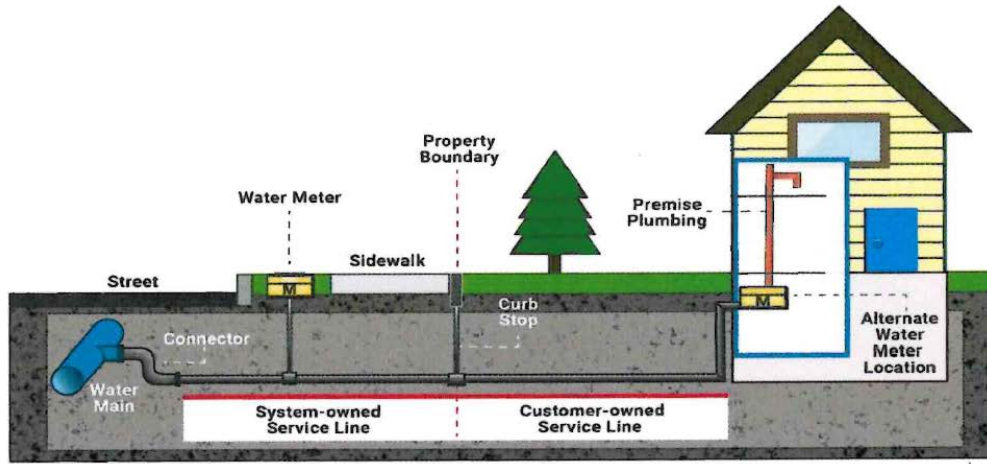 Property
Boundary
Water Meter
Premise
Plumbing
Sidewalk
Street
M
Curb
Stop
M
Connector
Alternate
Water
Meter
Location
Water
Main
System-owned
Service Line
Customer-owned
Service Line